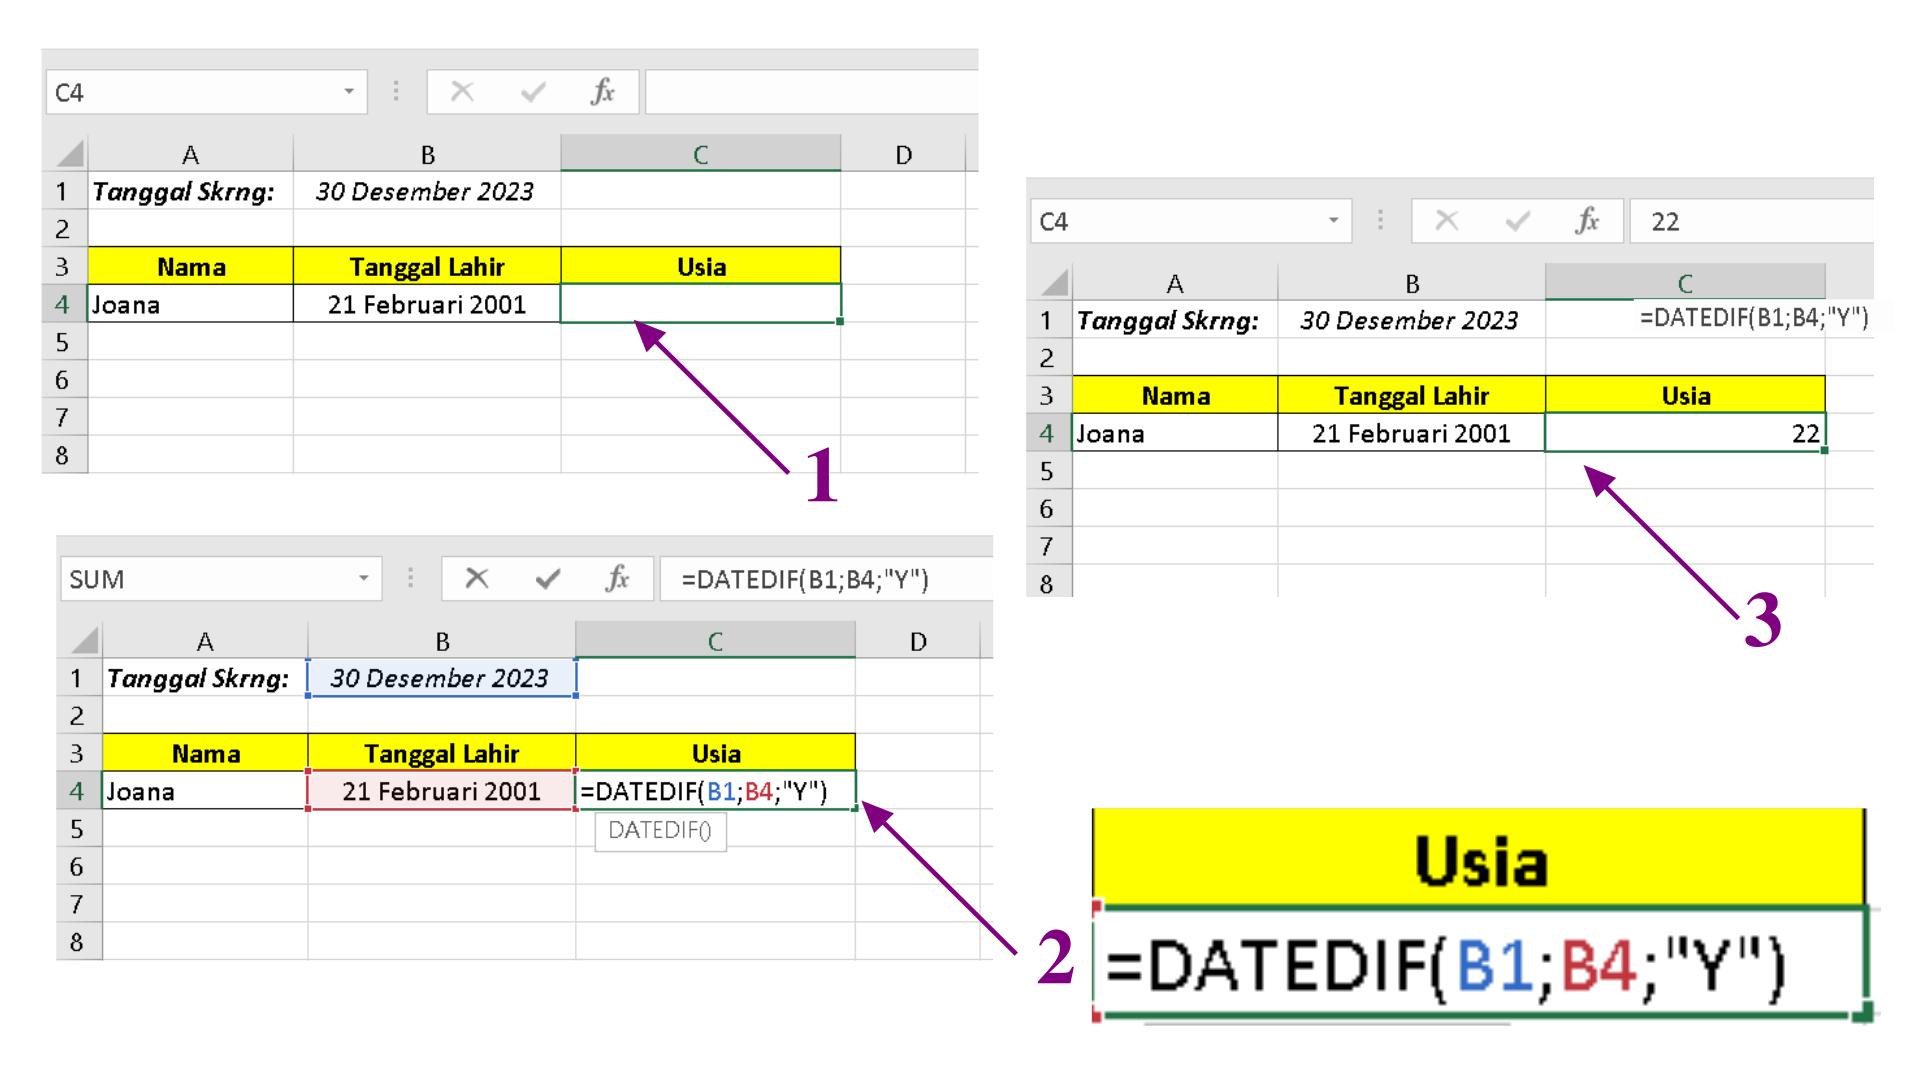 C4 fx
A B C D
1 Tanggal Skrng: 30 Desember 2023
2
3 Nama Tanggal Lahir Usia
4 Joana 21 Februari 2001
5
6
7
8
1
SUM fx =DATEDIF(B1;B4;"Y")
A B C D
1 Tanggal Skrng: 30 Desember 2023
2
3 Nama Tanggal Lahir Usia
4 Joana 21 Februari 2001 =DATEDIF(B1;B4;"Y")
5 DATEDIF()
6
7
8
2
C4 fx 22
A B C
1 Tanggal Skrng: 30 Desember 2023 =DATEDIF(B1;B4;"Y")
2
3 Nama Tanggal Lahir Usia
4 Joana 21 Februari 2001 22
5
6
7
8
3
Usia
=DATEDIF(B1;B4;"Y")